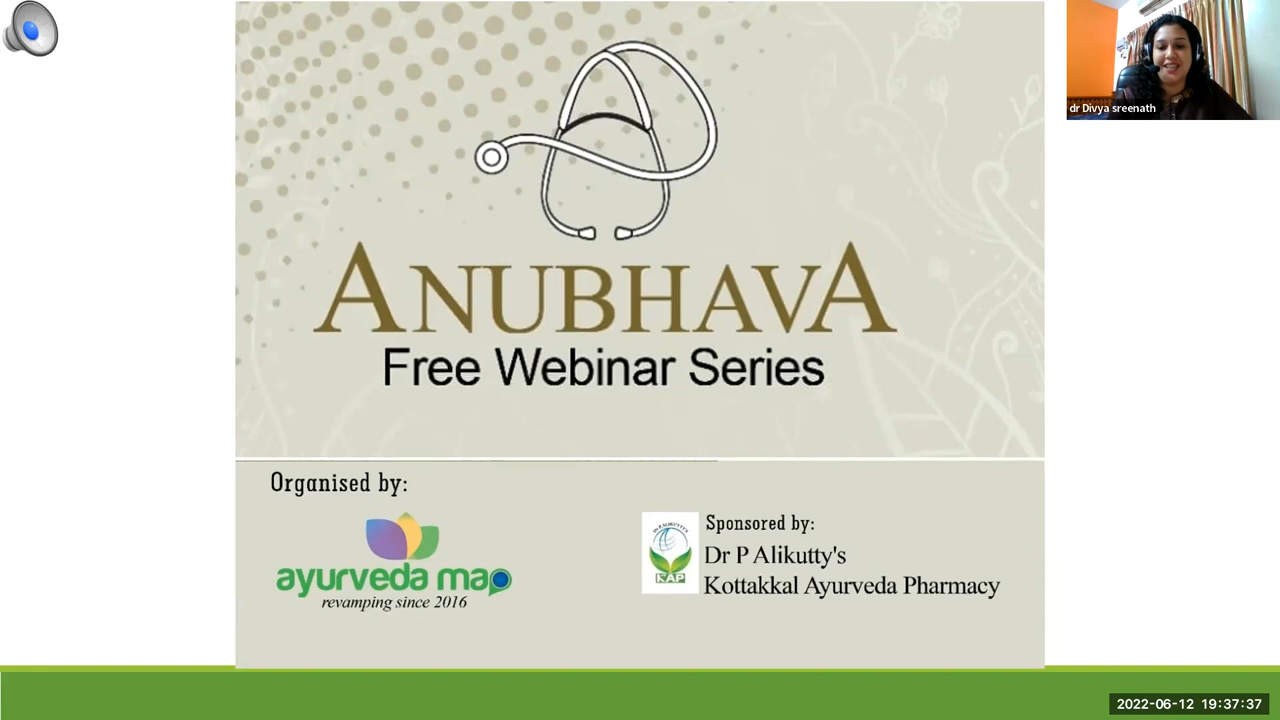 dr Divya sreenath
ANUBHAVA
Free Webinar Series
Organised by:
ayurveda map
revamping since 2016
Sponsored by:
Dr P Alikutty's
Kottakkal Ayurveda Pharmacy
KAP
2022-06-12 19:37:37